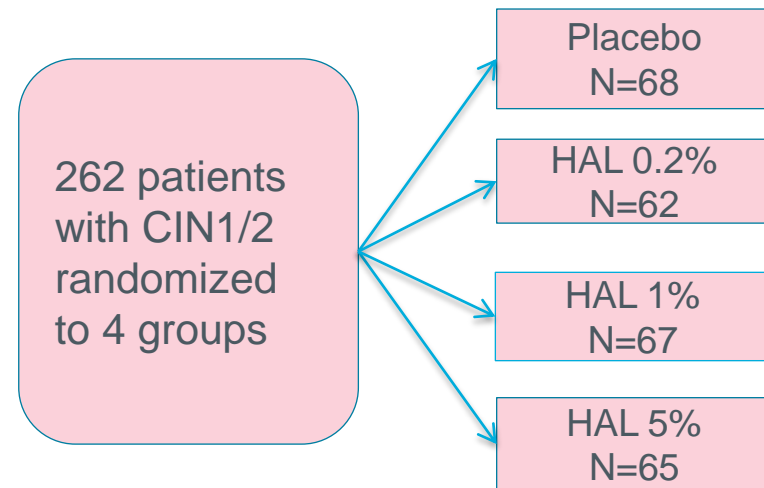 262 patients
with CIN1/2
randomized
to 4 groups
Placebo
N=68
HAL 0.2%
N=62
HAL 1%
N=67
HAL 5%
N=65